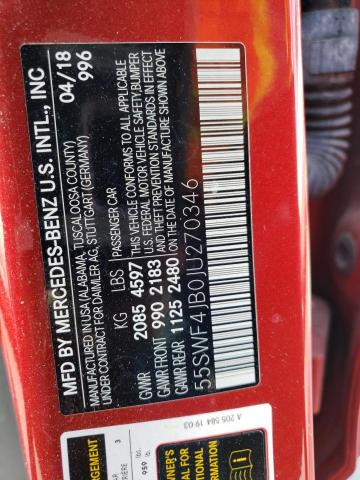 MFD BY MERCEDES-BENZ U.S. INTL., INC
MANUFACTURED IN USA (ALABAMA, TUSCALOOSA COUNTY)
UNDER CONTRACT FOR DAIMLER AG, STUTTGART (GERMANY)
04/18
996
PASSENGER CAR
THIS VEHICLE CONFORMS TO ALL APPLICABLE
U.S. FEDERAL MOTOR VEHICLE SAFETY,BUMPER
AND THEFT PREVENTION STANDARDS IN EFFECT
ON THE DATE OF MANUFACTURE SHOWN ABOVE
KG LBS
GVWR 2085 4597
GAWR FRONT 990 2183
GAWR REAR 1125 2480
55SWF4JB0JU270346
A 205 584 19 03
3
959 lb.